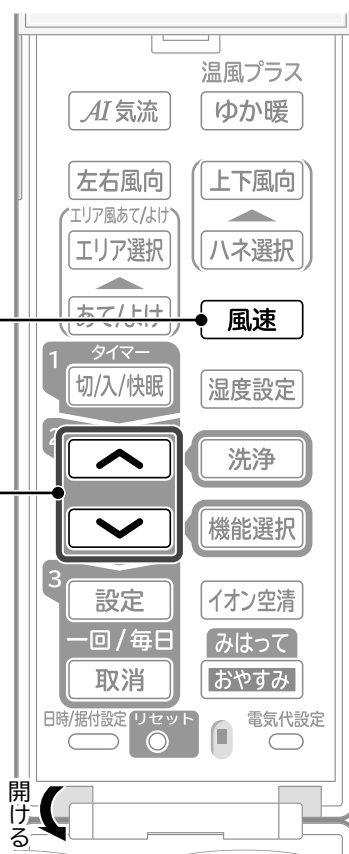 温風プラス
AI気流
ゆか暖
左右風向
上下風向
エリア風あて/よけ
エリア選択
ハネ選択
あて/よけ
風速
1
タイマー
切/入/快眠
湿度設定
2
洗浄
機能選択
3
設定
イオン空清
一回/毎日
みはって
取消
おやすみ
日時/据付設定
リセット
電気代設定
開ける